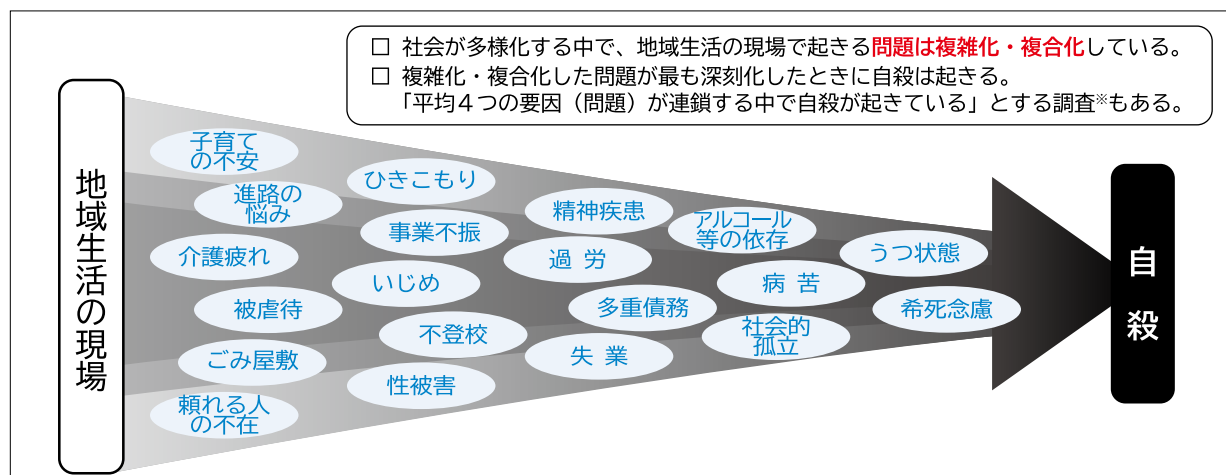 □ 社会が多様化する中で、地域生活の現場で起きる問題は複雑化・複合化している。
□ 複雑化・複合化した問題が最も深刻化したときに自殺は起きる。
「平均４つの要因（問題）が連鎖する中で自殺が起きている」とする調査※もある。
地域生活の現場
子育て
の不安
進路の
悩み
介護疲れ
被虐待
ごみ屋敷
頼れる人
の不在
ひきこもり
事業不振
いじめ
不登校
性被害
精神疾患
過 労
多重債務
失 業
アルコール
等の依存
病 苦
社会的
孤立
うつ状態
希死念慮
自殺